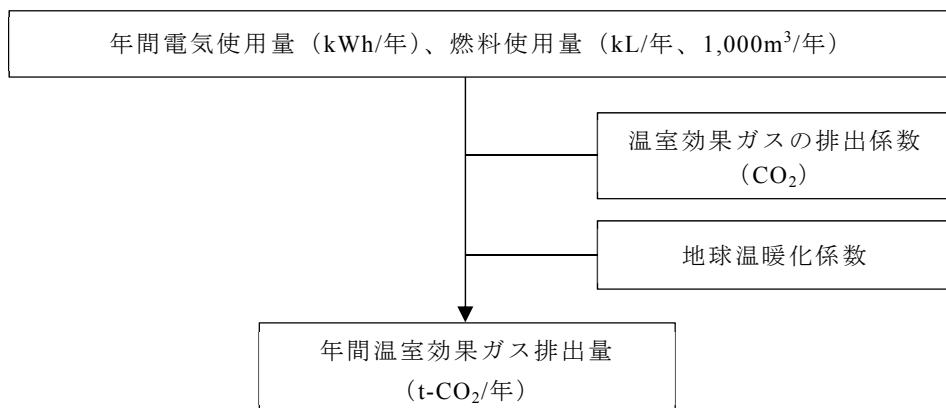 年間電気使用量（kWh/年）、燃料使用量（kL/年、1,000m³/年）
温室効果ガスの排出係数
（CO₂）
地球温暖化係数
年間温室効果ガス排出量
（t-CO₂/年）